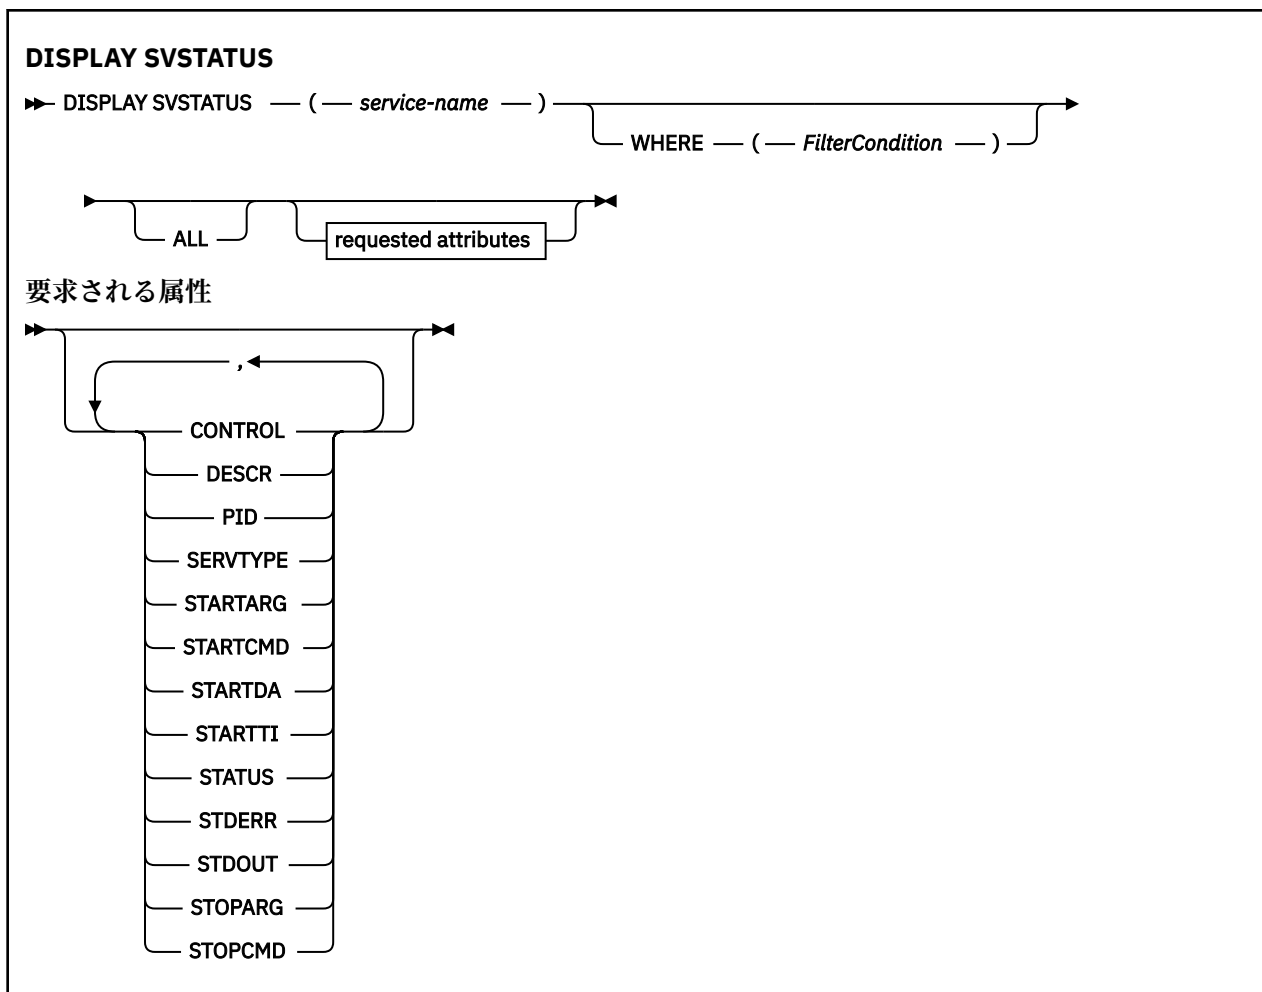 DISPLAY SVSTATUS
DISPLAY SVSTATUS ( service-name )
WHERE ( FilterCondition )
ALL
requested attributes
要求される属性
,
CONTROL
DESCR
PID
SERVTYPE
STARTARG
STARTCMD
STARTDA
STARTTI
STATUS
STDERR
STDOUT
STOPARG
STOPCMD